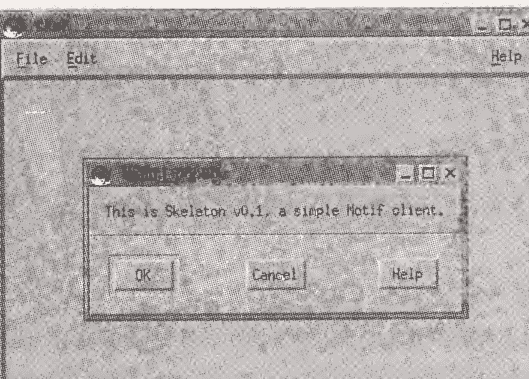 File Edit Help
This is Skeleton v0.1, a simple Motif client.
OK Cancel Help